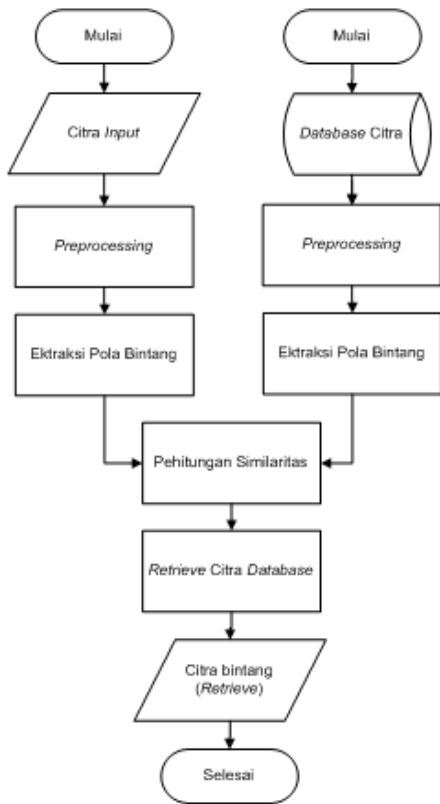 Mulai
Citra Input
Preprocessing
Ektraksi Pola Bintang
Mulai
Database Citra
Preprocessing
Ektraksi Pola Bintang
Pehitungan Similaritas
Retrieve Citra Database
Citra bintang
(Retrieve)
Selesai